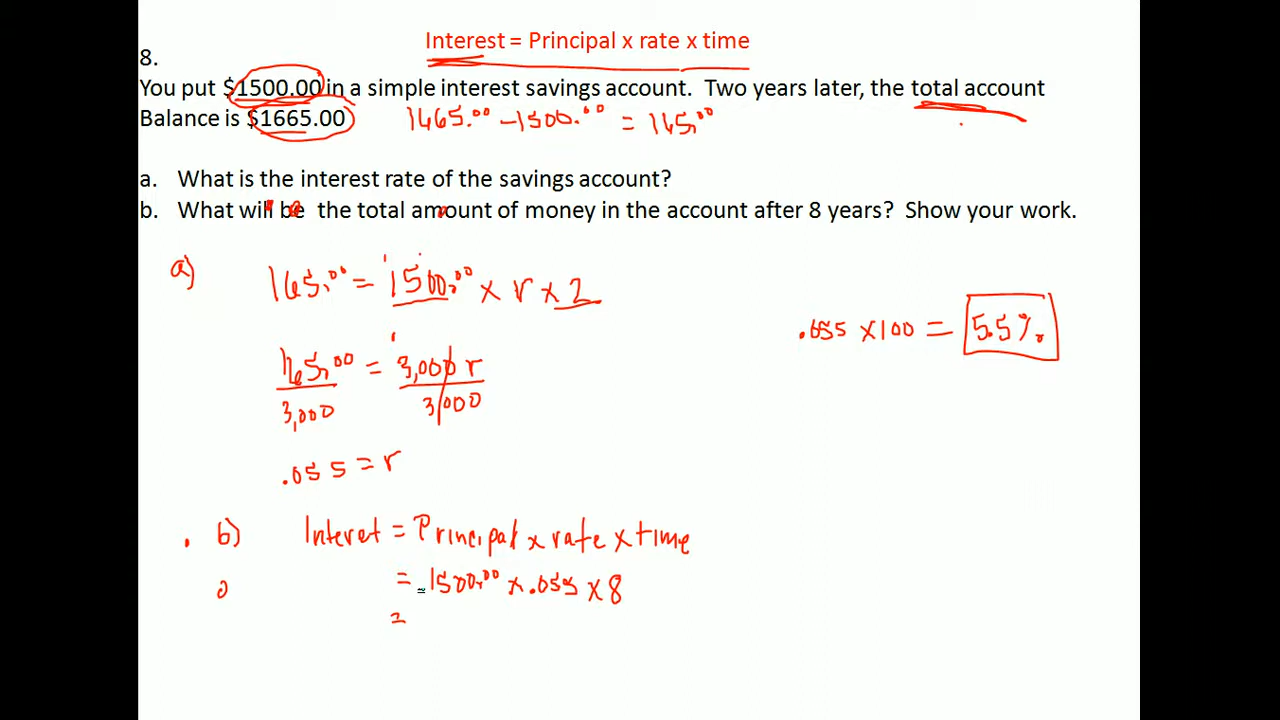 Interest = Principal x rate x time
8.
You put $1500.00 in a simple interest savings account. Two years later, the total account
Balance is $1665.00
1665.00 - 1500.00 = 165.00
a. What is the interest rate of the savings account?
b. What will be the total amount of money in the account after 8 years? Show your work.
a) 165.00 = 1500.00 x r x 2
.055 x 100 = 5.5%
165.00 = 3,000 r
3,000 3,000
.055 = r
b) Interet = Principal x rate x time
= 1500.00 x .055 x 8
=